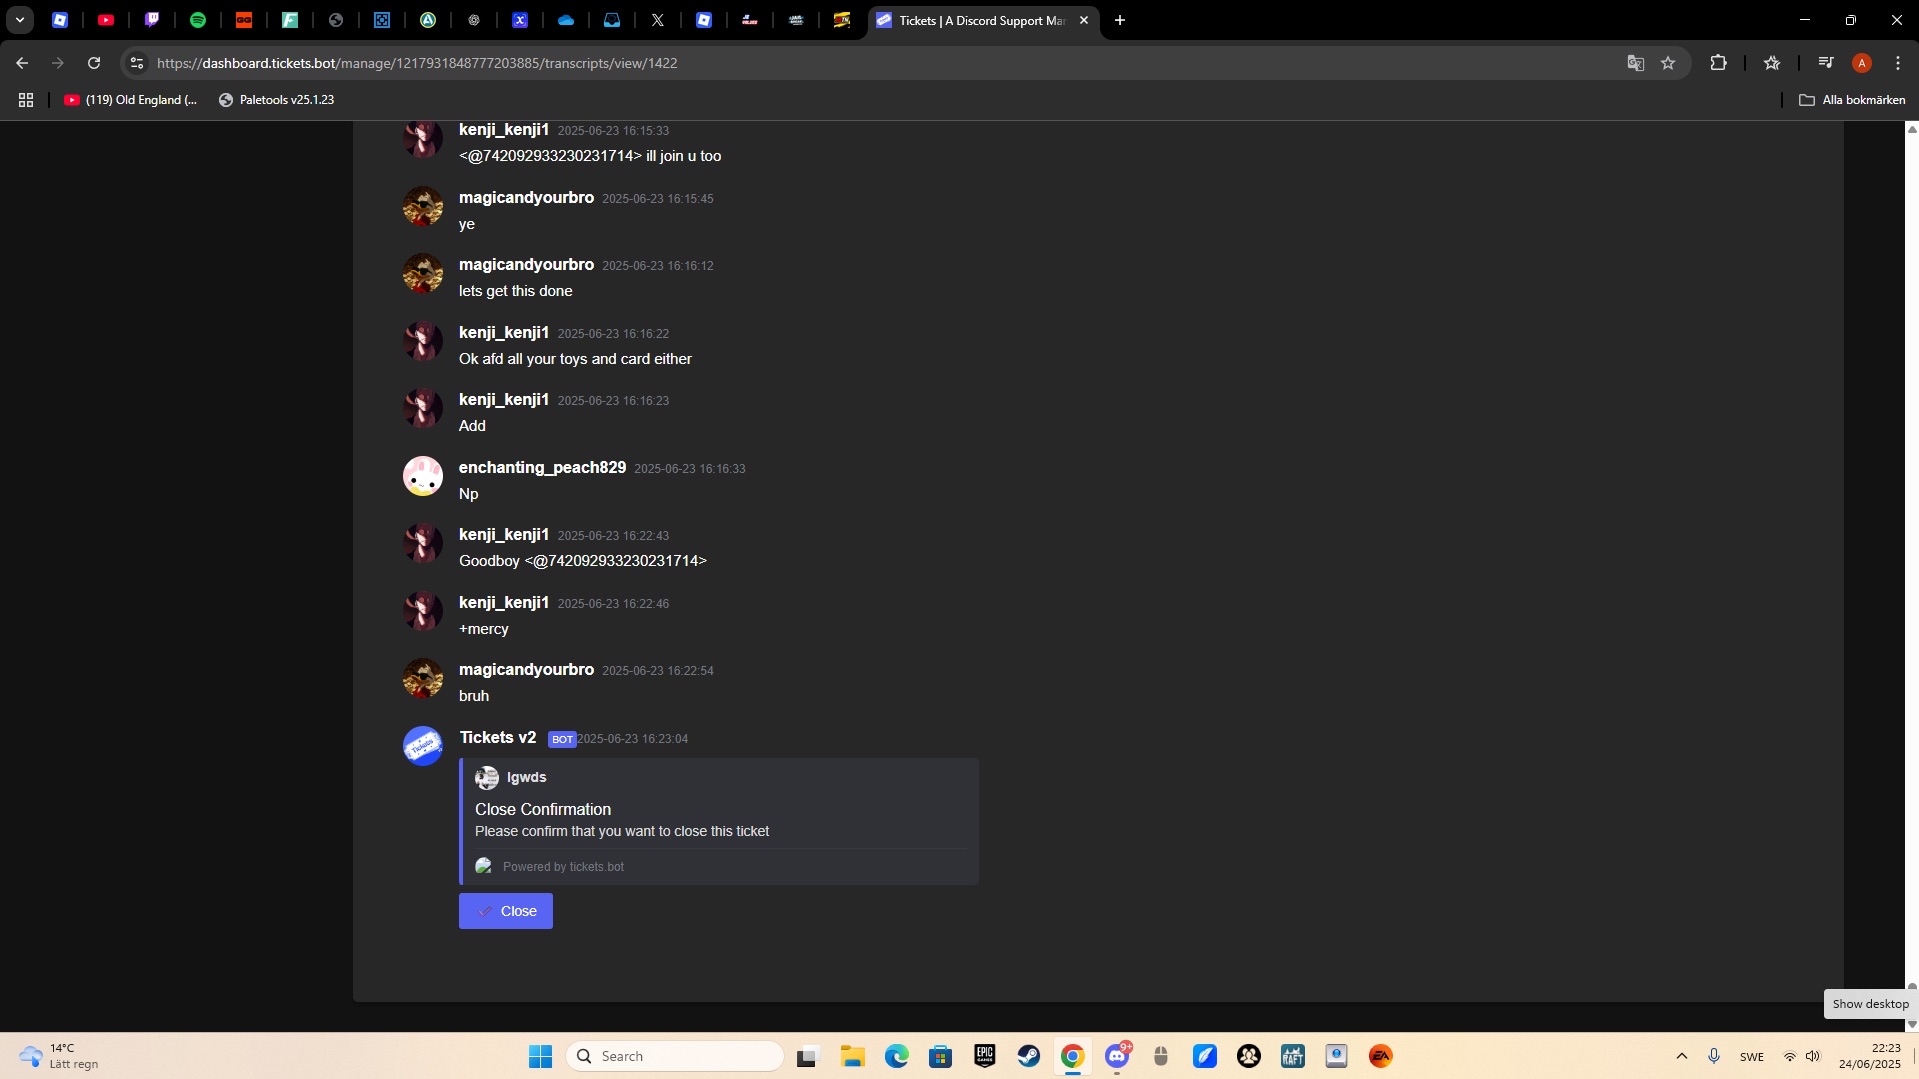 Tickets | A Discord Support Mar
https://dashboard.tickets.bot/manage/1217931848777203885/transcripts/view/1422
A
(119) Old England (...
Paletools v25.1.23
Alla bokmärken
kenji_kenji1 2025-06-23 16:15:33
<@742092933230231714> ill join u too
magicandyourbro 2025-06-23 16:15:45
ye
magicandyourbro 2025-06-23 16:16:12
lets get this done
kenji_kenji1 2025-06-23 16:16:22
Ok afd all your toys and card either
kenji_kenji1 2025-06-23 16:16:23
Add
enchanting_peach829 2025-06-23 16:16:33
Np
kenji_kenji1 2025-06-23 16:22:43
Goodboy <@742092933230231714>
kenji_kenji1 2025-06-23 16:22:46
+mercy
magicandyourbro 2025-06-23 16:22:54
bruh
Tickets v2 BOT 2025-06-23 16:23:04
lgwds
Close Confirmation
Please confirm that you want to close this ticket
Powered by tickets.bot
Close
Show desktop
14°C
Lätt regn
Search
EPIC GAMES
9+
RAFT
EA
SWE
22:23
24/06/2025